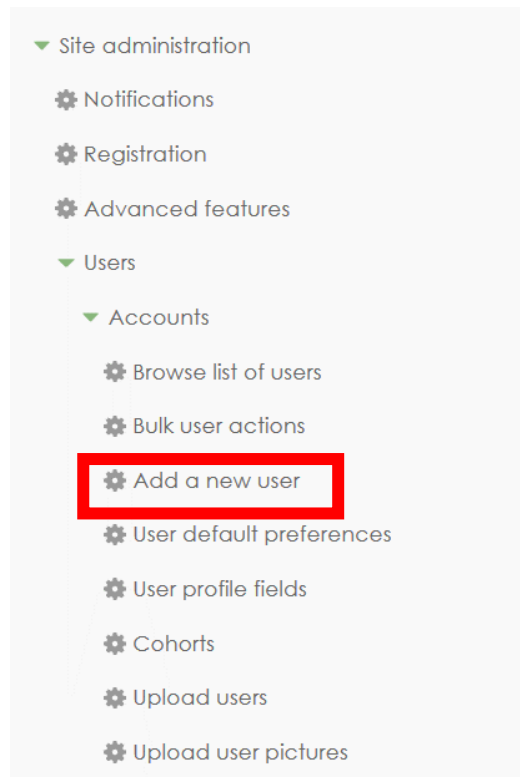 Site administration
Notifications
Registration
Advanced features
Users
Accounts
Browse list of users
Bulk user actions
Add a new user
User default preferences
User profile fields
Cohorts
Upload users
Upload user pictures